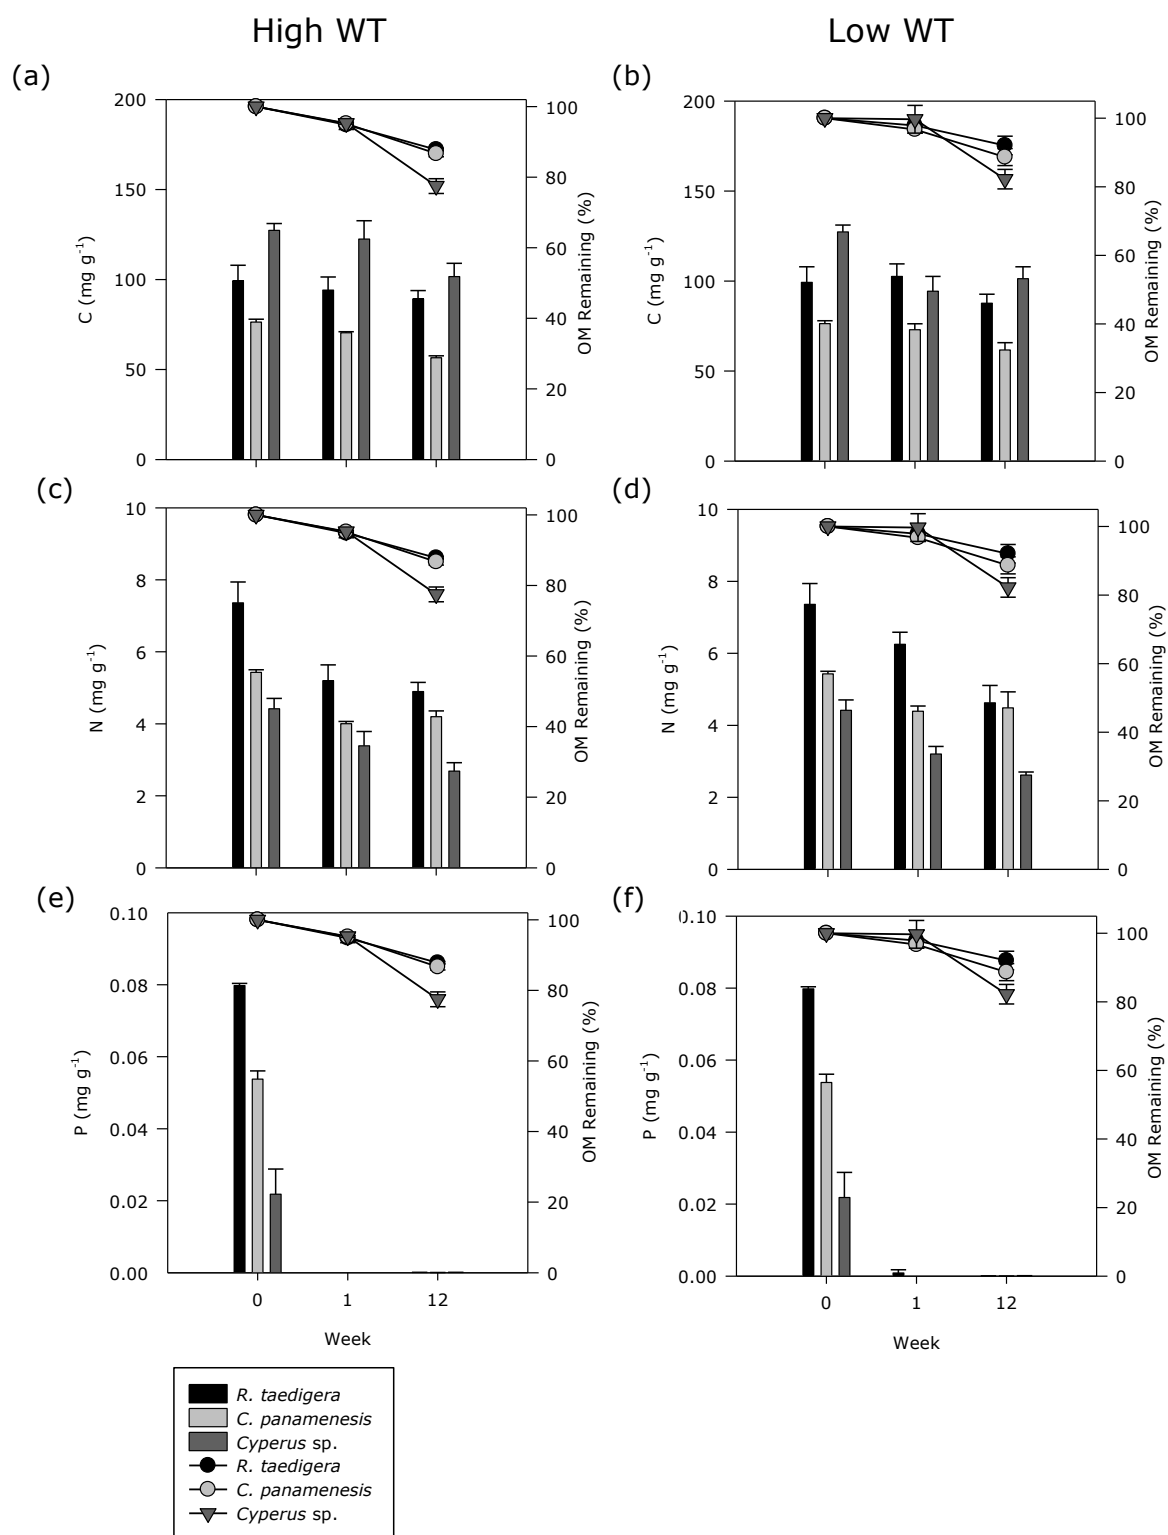 High WT
Low WT
(a)
(b)
200
150
100
50
0
C (mg g-1)
100
80
60
40
20
0
OM Remaining (%)
200
150
100
50
0
C (mg g-1)
100
80
60
40
20
0
OM Remaining (%)
(c)
(d)
10
8
6
4
2
0
N (mg g-1)
100
80
60
40
20
0
OM Remaining (%)
10
8
6
4
2
0
N (mg g-1)
100
80
60
40
20
0
OM Remaining (%)
(e)
(f)
0.10
0.08
0.06
0.04
0.02
0.00
P (mg g-1)
100
80
60
40
20
0
OM Remaining (%)
0 1 12
Week
0.10
0.08
0.06
0.04
0.02
0.00
P (mg g-1)
100
80
60
40
20
0
OM Remaining (%)
0 1 12
Week
R. taedigera
C. panamenesis
Cyperus sp.
R. taedigera
C. panamenesis
Cyperus sp.